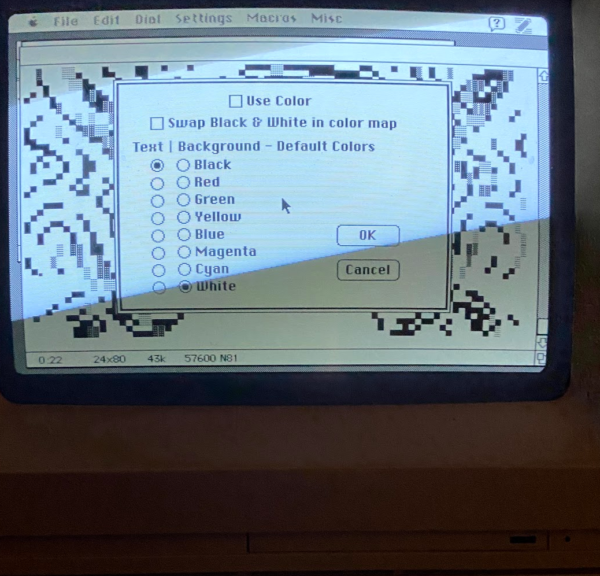 File Edit Dial Settings Macros Misc
Use Color
Swap Black & White in color map
Text | Background - Default Colors
Black
Red
Green
Yellow
Blue
OK
Magenta
Cyan
Cancel
White
0:22 24x80 43k 57600 N81